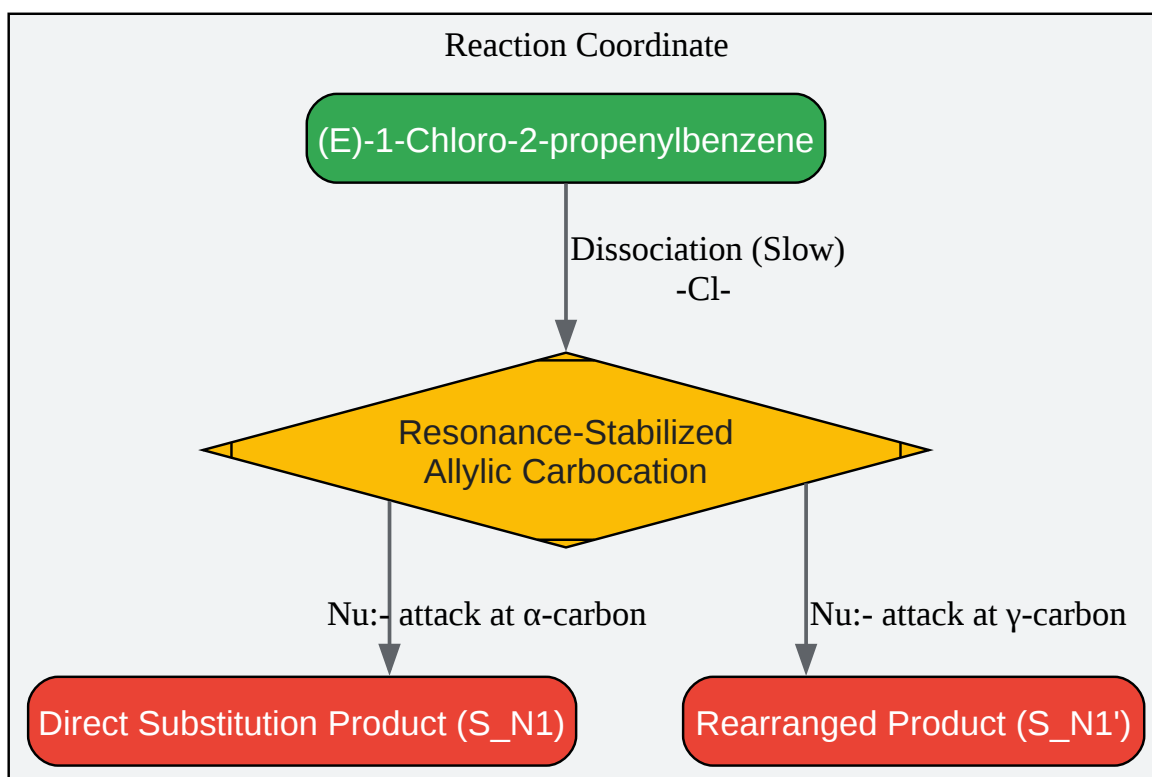 Reaction Coordinate
(E)-1-Chloro-2-propenylbenzene
Dissociation (Slow)
-Cl-
Resonance-Stabilized
Allylic Carbocation
Nu:- attack at α-carbon
Nu:- attack at γ-carbon
Direct Substitution Product (S_N1)
Rearranged Product (S_N1')